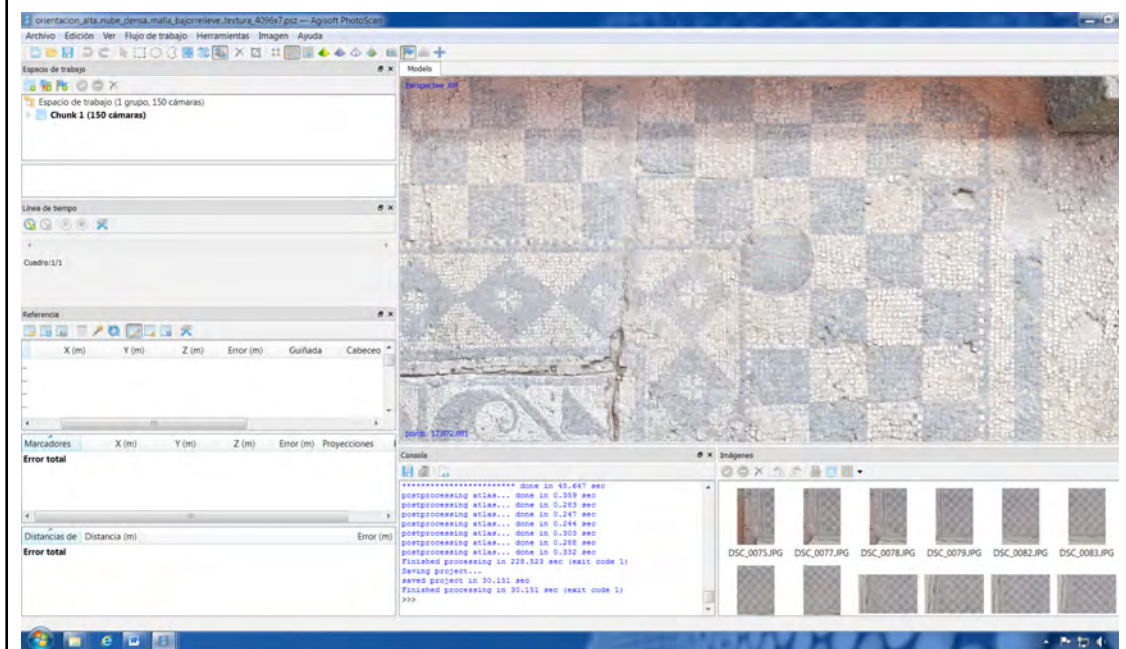 orientacion_alta..nube_densa..malla_bajorrelieve..textura_4096x7.psz — Agisoft PhotoScan
Archivo Edición Ver Flujo de trabajo Herramientas Imagen Ayuda
Espacio de trabajo
Espacio de trabajo (1 grupo, 150 cámaras)
Chunk 1 (150 cámaras)
Línea de tiempo
Cuadro:1/1
Referencia
X (m) Y (m) Z (m) Error (m) Guiñada Cabeceo
Marcadores X (m) Y (m) Z (m) Error (m) Proyecciones
Error total
Distancias de Distancia (m) Error (m)
Error total
Modelo
Perspective 30°
points: 17,872,001
Consola
************************ done in 45.647 sec
postprocessing atlas... done in 0.359 sec
postprocessing atlas... done in 0.283 sec
postprocessing atlas... done in 0.247 sec
postprocessing atlas... done in 0.244 sec
postprocessing atlas... done in 0.303 sec
postprocessing atlas... done in 0.288 sec
postprocessing atlas... done in 0.332 sec
Finished processing in 228.523 sec (exit code 1)
Saving project...
saved project in 30.151 sec
Finished processing in 30.151 sec (exit code 1)
>>>
Imágenes
DSC_0075.JPG DSC_0077.JPG DSC_0078.JPG DSC_0079.JPG DSC_0082.JPG DSC_0083.JPG